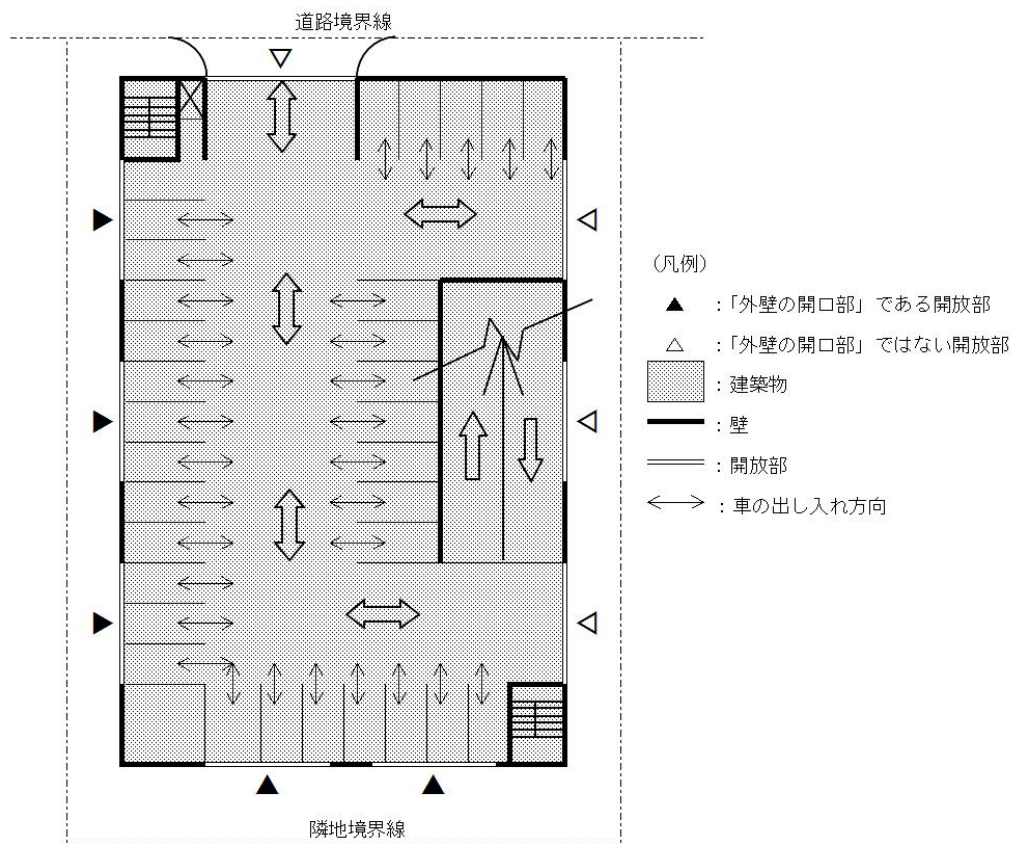 道路境界線
(凡例)
▲ :「外壁の開口部」である開放部
△ :「外壁の開口部」ではない開放部
:建築物
:壁
:開放部
:車の出し入れ方向
隣地境界線